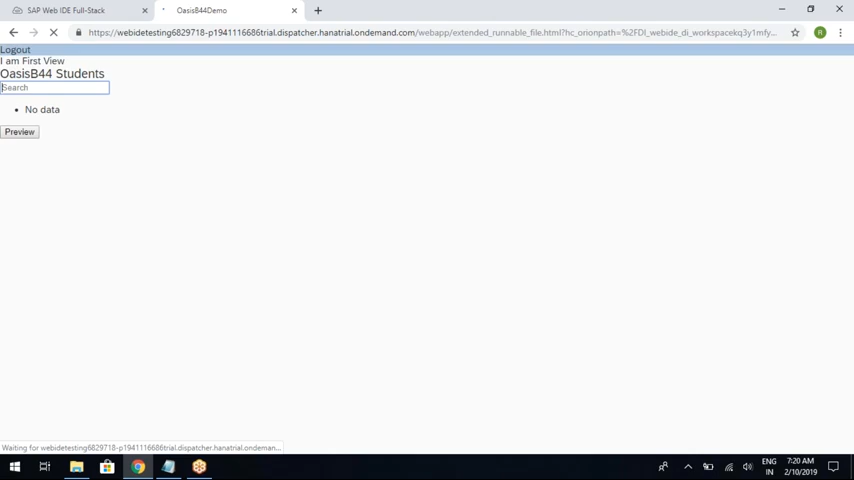 SAP Web IDE Full-Stack
OasisB44Demo
https://webidetesting6829718-p1941116686trial.dispatcher.hanatrial.ondemand.com/webapp/extended_runnable_file.html?hc_orionpath=%2FDI_webide_di_workspacekq3y1mfy...
R
Logout
I am First View
OasisB44 Students
Search
No data
Preview
Waiting for webidetesting6829718-p1941116686trial.dispatcher.hanatrial.ondeman...
ENG
IN
7:20 AM
2/10/2019